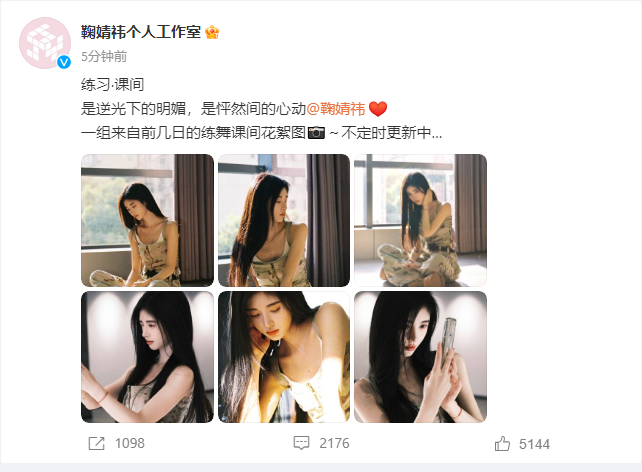 鞠婧祎个人工作室
5分钟前
练习·课间
是逆光下的明媚，是怦然间的心动@鞠婧祎
一组来自前几日的练舞课间花絮图～不定时更新中...
1098
2176
5144